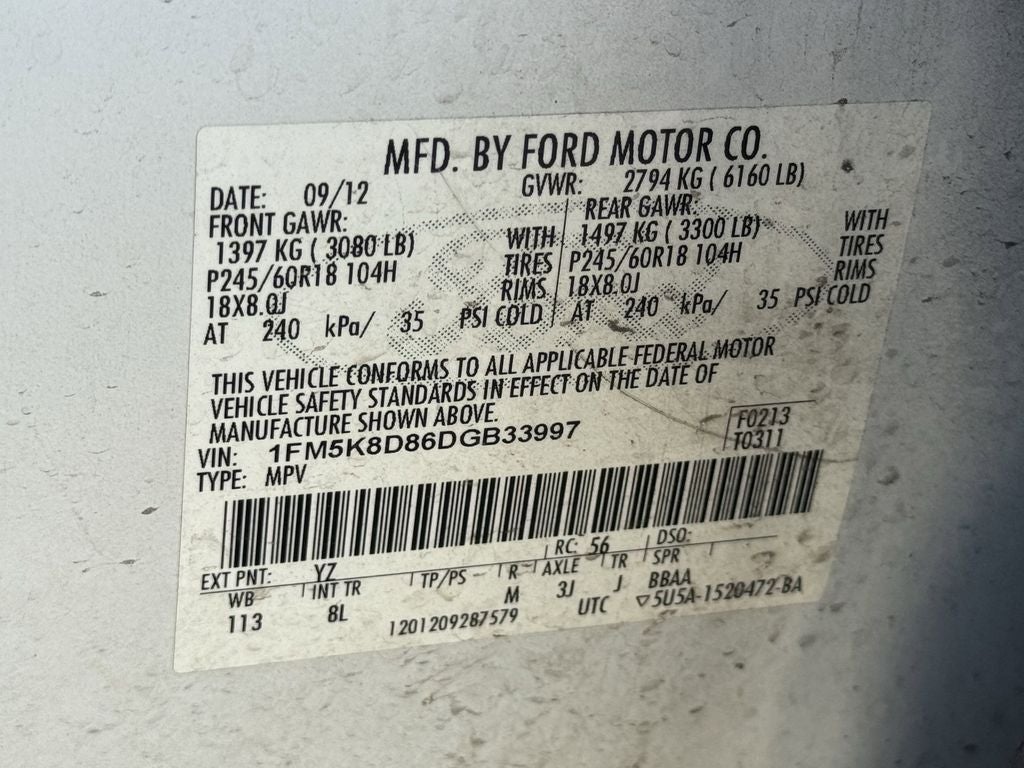 MFD. BY FORD MOTOR CO.
DATE: 09/12 GVWR: 2794 KG ( 6160 LB)
FRONT GAWR: REAR GAWR:
1397 KG ( 3080 LB) WITH 1497 KG ( 3300 LB) WITH
P245/60R18 104H TIRES P245/60R18 104H TIRES
18X8.0J RIMS 18X8.0J RIMS
AT 240 kPa/ 35 PSI COLD AT 240 kPa/ 35 PSI COLD
THIS VEHICLE CONFORMS TO ALL APPLICABLE FEDERAL MOTOR
VEHICLE SAFETY STANDARDS IN EFFECT ON THE DATE OF
MANUFACTURE SHOWN ABOVE.
VIN: 1FM5K8D86DGB33997 F0213
TYPE: MPV T0311
EXT PNT: YZ RC: 56 DSO:
WB INT TR TP/PS R AXLE TR SPR
113 8L M 3J J BBAA
1201209287579 UTC ▽5U5A-1520472-BA